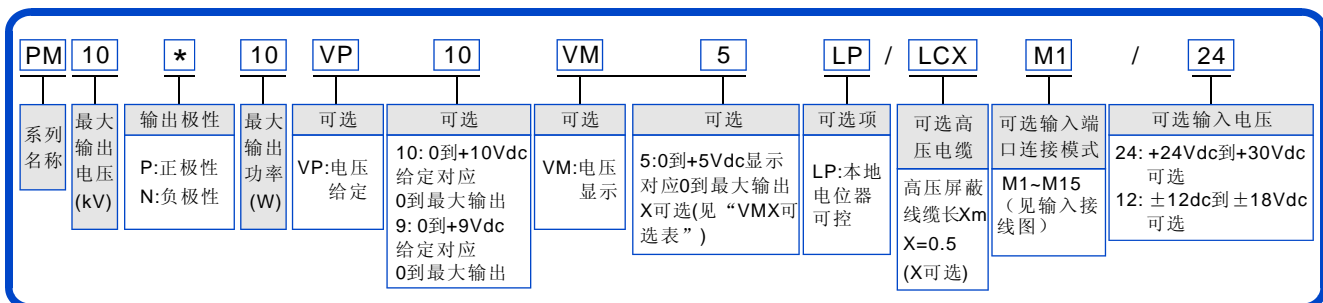 PM 10 * 10 VP 10 VM 5 LP / LCX M1 / 24
系列
名称
最大
输出
电压
(kV)
输出极性
P:正极性
N:负极性
最大
输出
功率
(W)
可选
VP:电压
给定
可选
10: 0到+10Vdc
给定对应
0到最大输出
9: 0到+9Vdc
给定对应
0到最大输出
可选
VM:电压
显示
可选
5:0到+5Vdc显示
对应0到最大输出
X可选(见“VMX可
选表”)
可选项
LP:本地
电位器
可控
可选高
压电缆
高压屏蔽
线缆长Xm
X=0.5
(X可选)
可选输入端
口连接模式
M1~M15
(见输入接
线图)
可选输入电压
24: +24Vdc到+30Vdc
可选
12: ±12dc到±18Vdc
可选